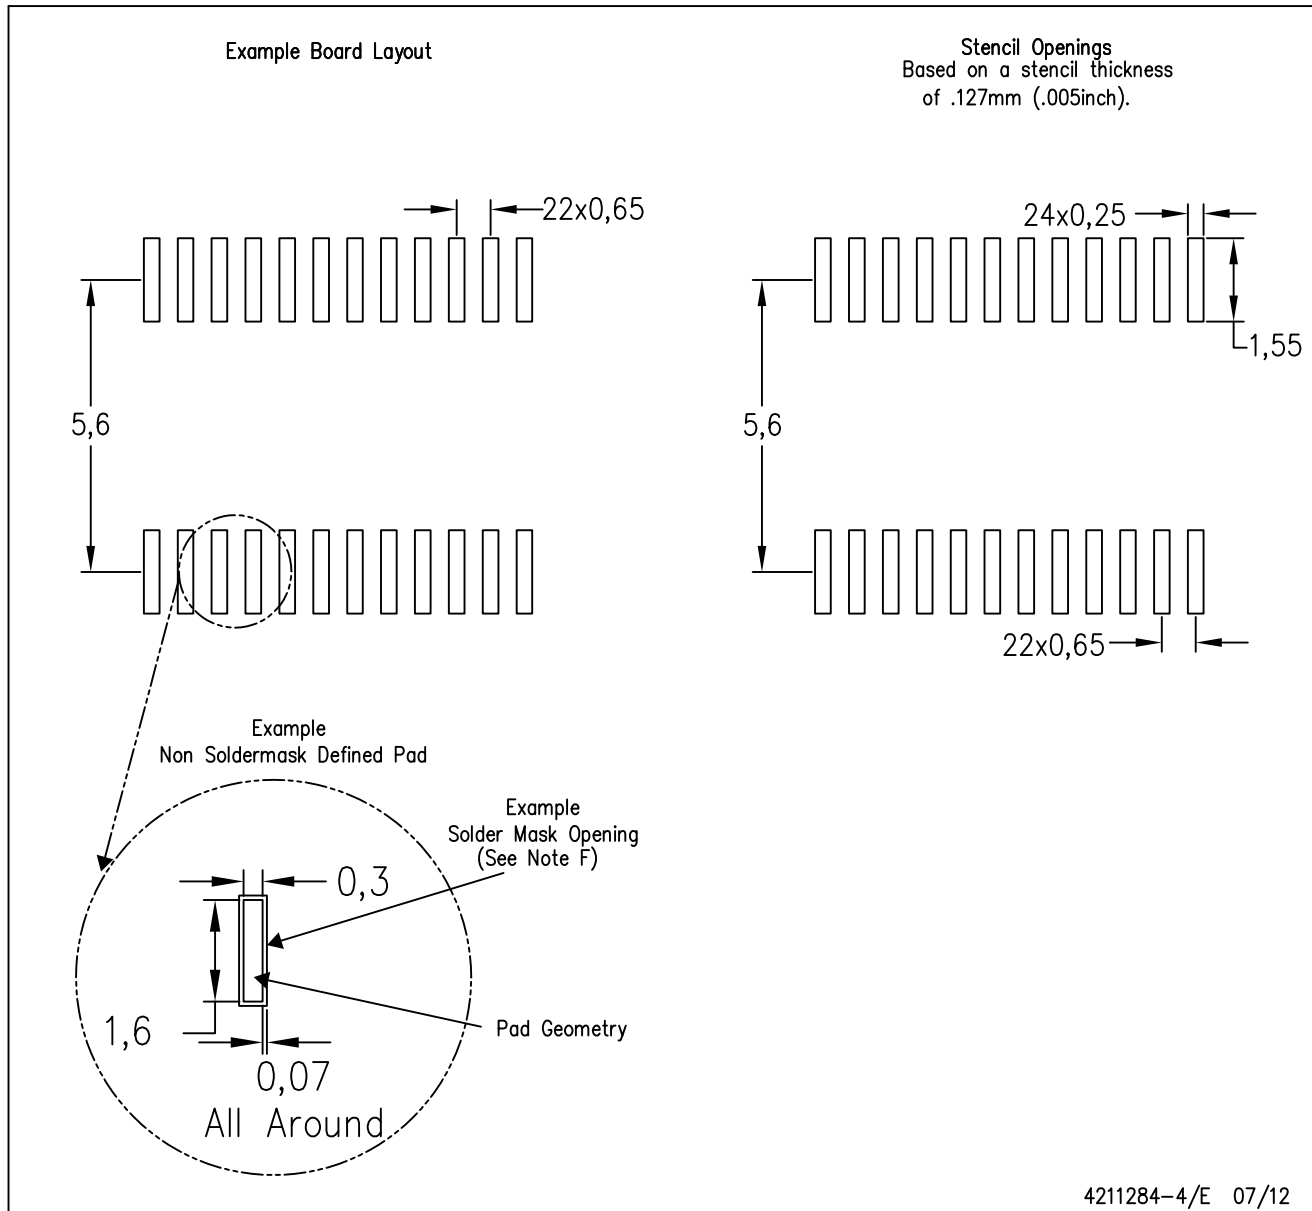 Example Board Layout
Stencil Openings
Based on a stencil thickness
of .127mm (.005inch).
22x0,65
24x0,25
1,55
5,6
5,6
22x0,65
Example
Non Soldermask Defined Pad
Example
Solder Mask Opening
(See Note F)
0,3
1,6
Pad Geometry
0,07
All Around
4211284-4/E 07/12